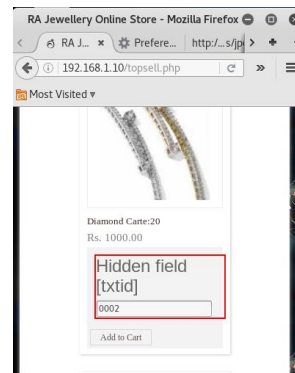 RA Jewellery Online Store - Mozilla Firefox
RA J... × Prefere... http:/...s/jp
192.168.1.10/topsell.php
Most Visited
Diamond Carte:20
Rs. 1000.00
Hidden field
[txtid]
0002
Add to Cart